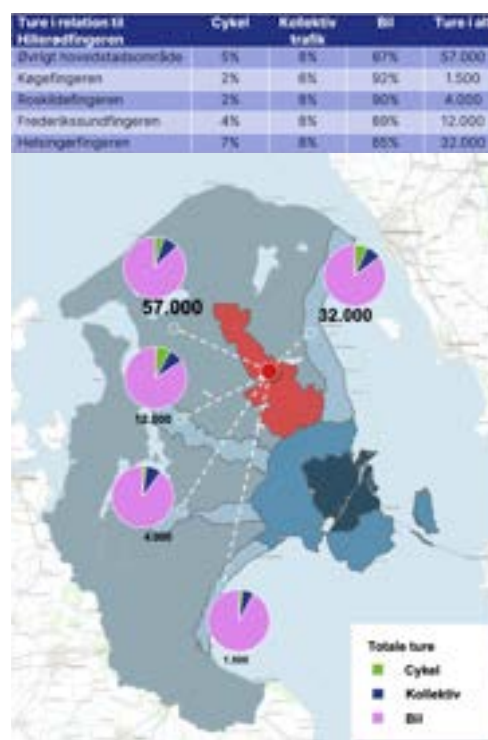 Ture i relation til Hillerødfingeren Cykel Kollektiv trafik Bil Ture i alt
Øvrigt hovedstadsområde 5% 8% 87% 57.000
Køgefingeren 2% 6% 92% 1.500
Roskildefingeren 2% 8% 90% 4.000
Frederikssundfingeren 4% 8% 89% 12.000
Helsingørfingeren 7% 8% 85% 32.000
57.000
32.000
12.000
4.000
1.500
Totale ture
Cykel
Kollektiv
Bil